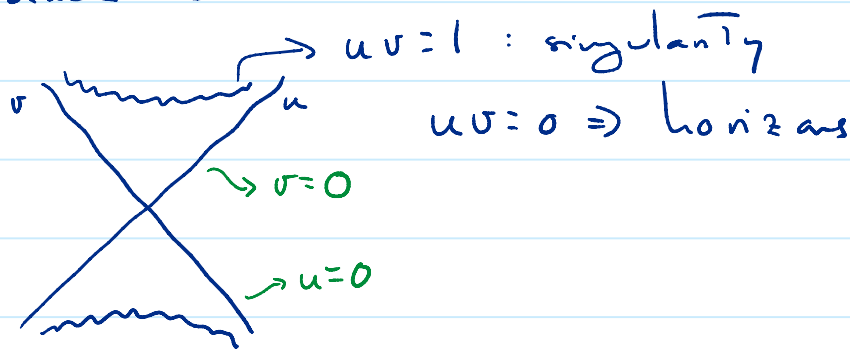 uv=1 : singularity
v
u
uv=0 => horizons
v=0
u=0